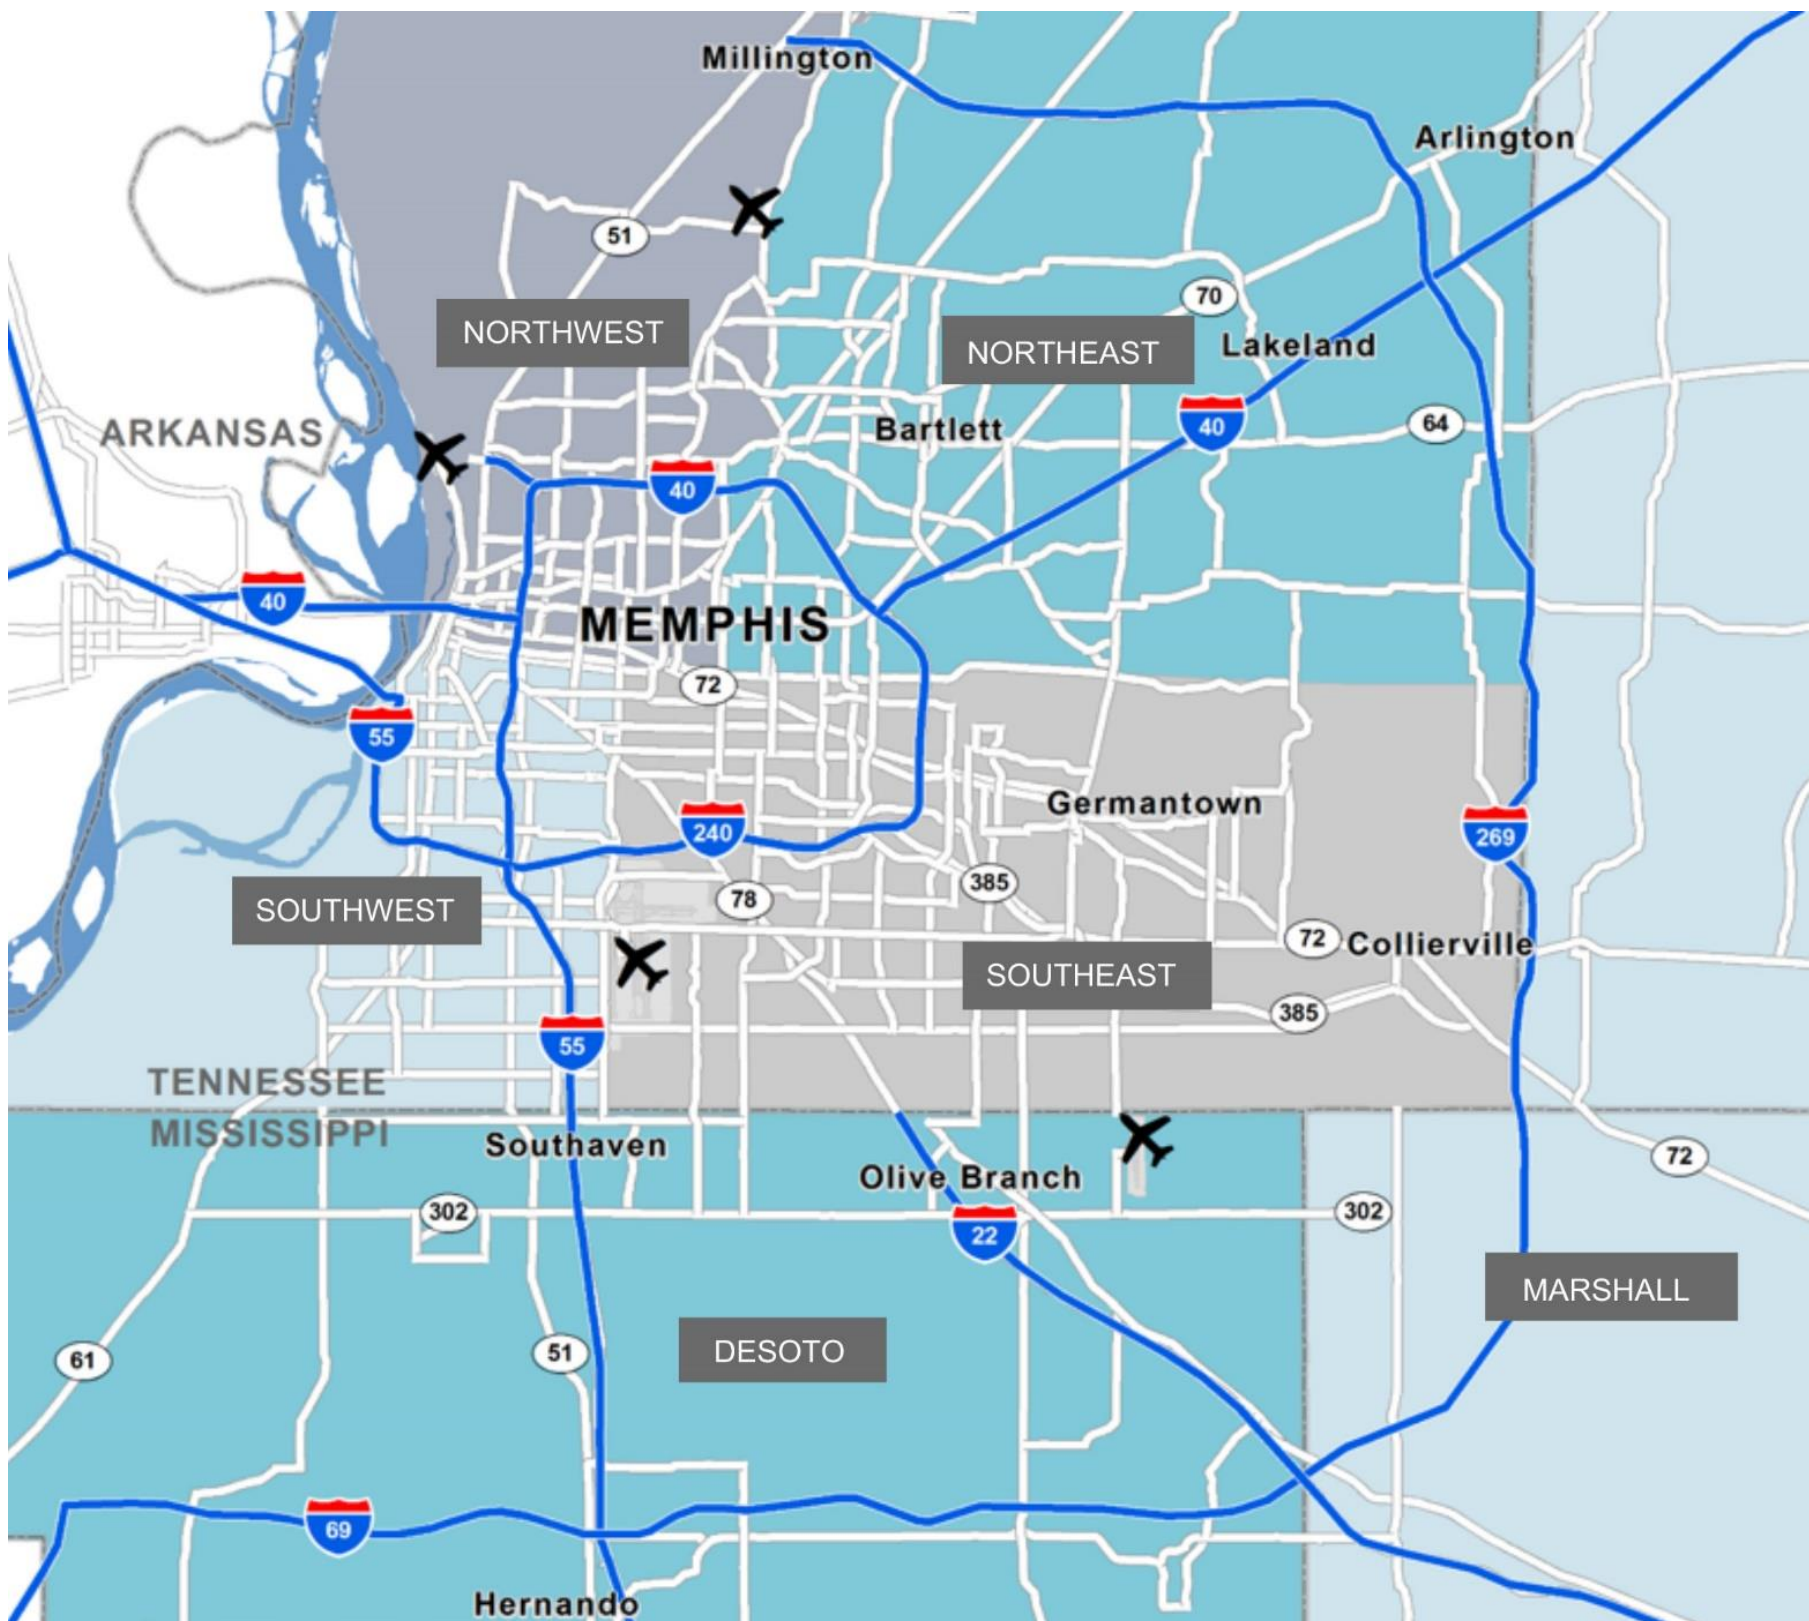 Millington
Arlington
51
70
NORTHWEST
NORTHEAST
Lakeland
ARKANSAS
Bartlett
40
64
40
40
MEMPHIS
72
55
Germantown
240
269
385
78
SOUTHWEST
72
Collierville
SOUTHEAST
385
55
TENNESSEE
MISSISSIPPI
Southaven
72
Olive Branch
302
302
22
MARSHALL
DESOTO
61
51
69
Hernando